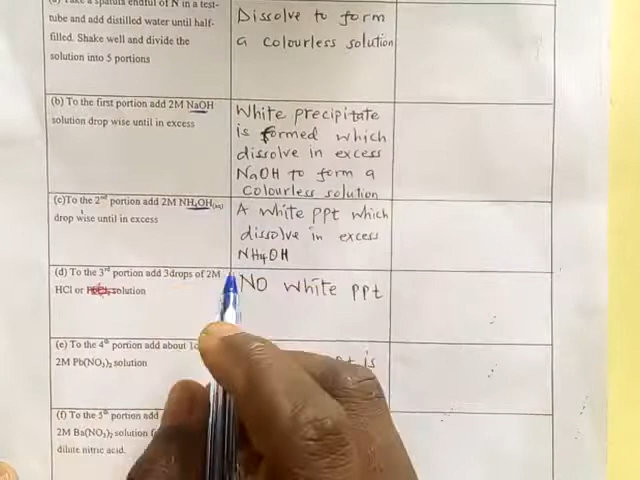 (a) Take a spatula endful of N in a test-
tube and add distilled water until half-
filled. Shake well and divide the
solution into 5 portions
Dissolve to form
a colourless solution
(b) To the first portion add 2M NaOH
solution drop wise until in excess
White precipitate
is formed which
dissolve in excess
NaOH to form a
Colourless solution
(c)To the 2nd portion add 2M NH4OH(aq)
drop wise until in excess
A white ppt which
dissolve in excess
NH4OH
(d) To the 3rd portion add 3drops of 2M
HCl or solution
NO white ppt
(e) To the 4th portion add about
2M Pb(NO3)2 solution
is
(f) To the 5th portion add
2M Ba(NO3)2 solution
dilute nitric acid.